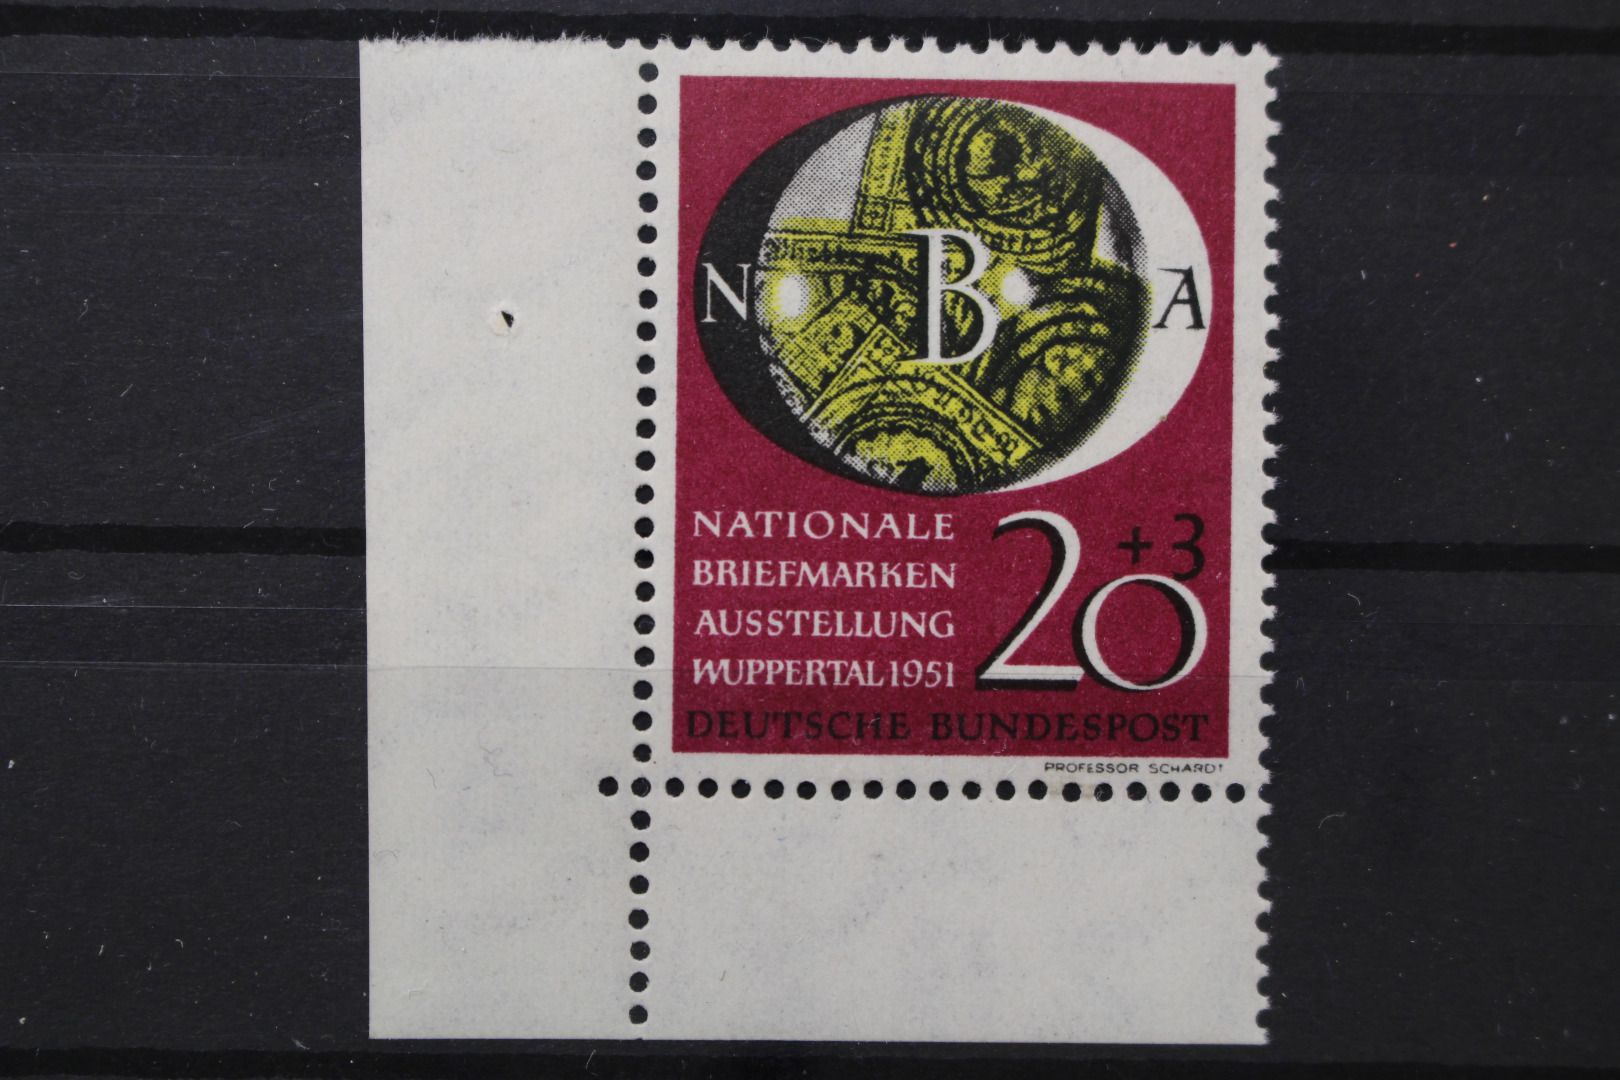 N B A
NATIONALE
BRIEFMARKEN
AUSSTELLUNG
WUPPERTAL 1951
20 +3
DEUTSCHE BUNDESPOST
PROFESSOR SCHARDT